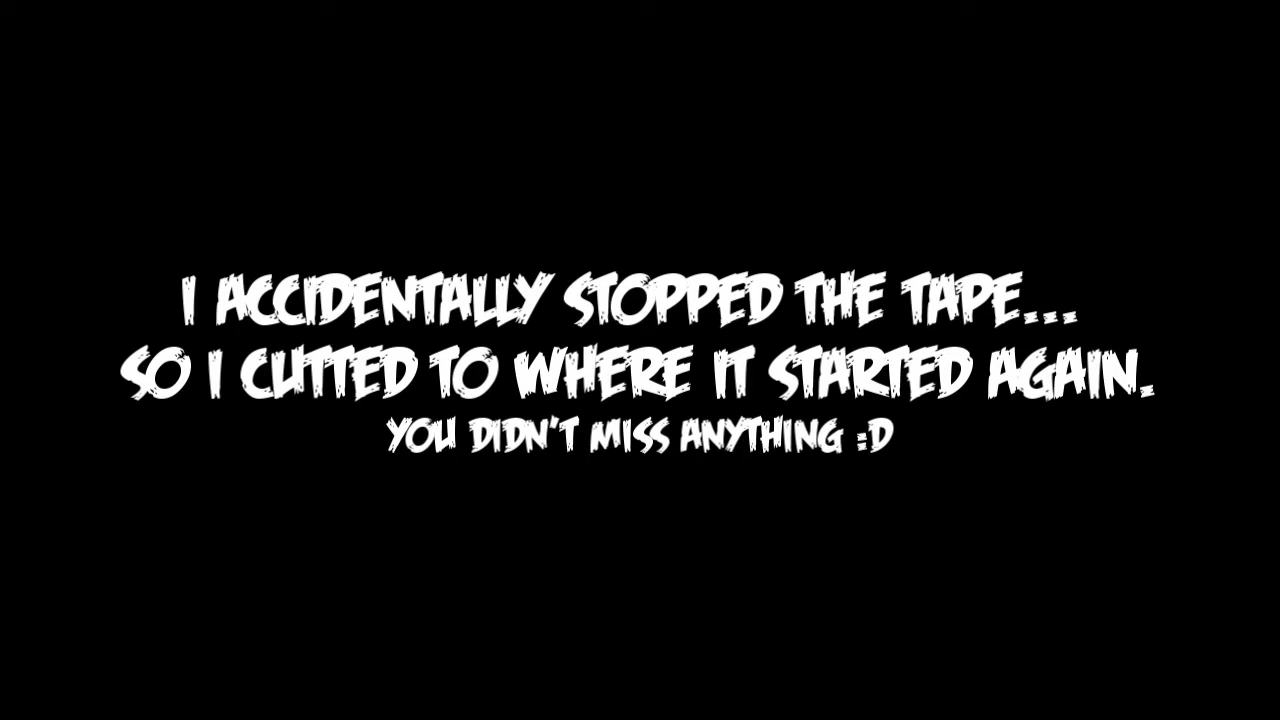 I ACCIDENTALLY STOPPED THE TAPE...
SO I CUTTED TO WHERE IT STARTED AGAIN.
YOU DIDN'T MISS ANYTHING :D